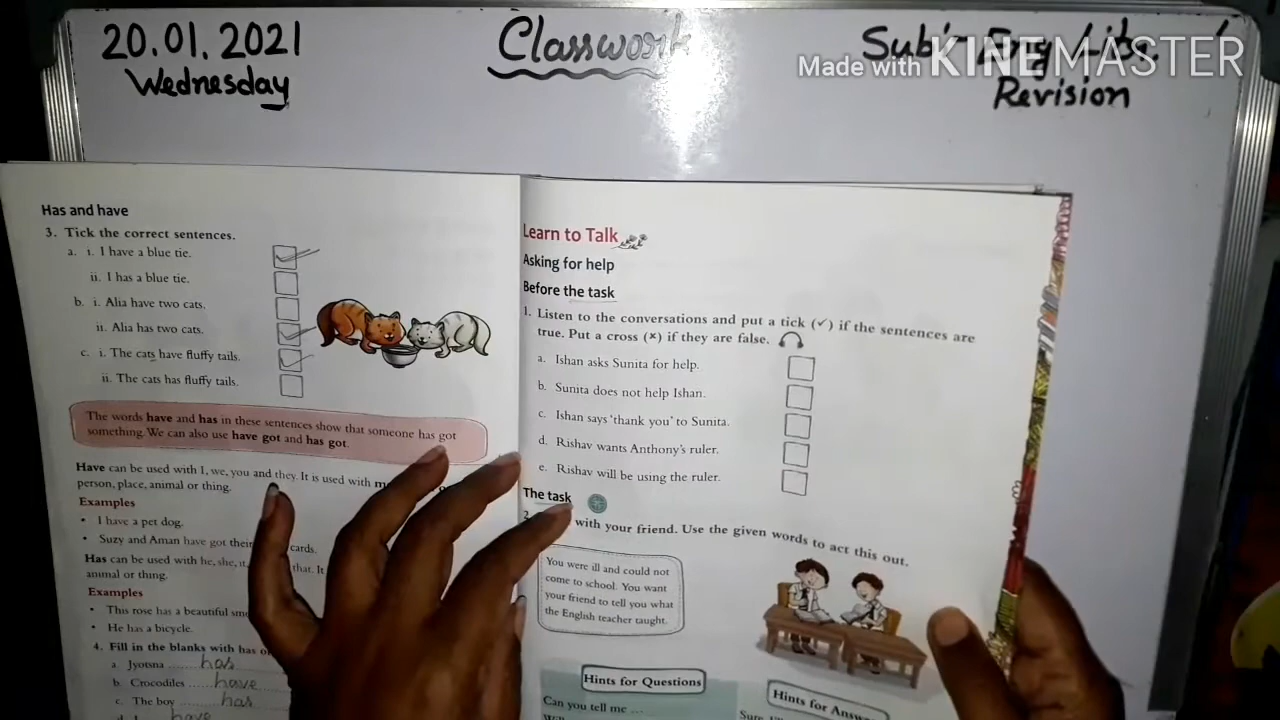 20.01.2021
Wednesday
Classwork
Sub:- Eng Litr.
Revision
Made with KINEMASTER
Has and have
3. Tick the correct sentences.
a. i. I have a blue tie.
ii. I has a blue tie.
b. i. Alia have two cats.
ii. Alia has two cats.
c. i. The cats have fluffy tails.
ii. The cats has fluffy tails.
The words have and has in these sentences show that someone has got
something. We can also use have got and has got.
Have can be used with I, we, you and they. It is used with
person, place, animal or thing.
Examples
• I have a pet dog.
• Suzy and Aman have got their cards.
Has can be used with he, she, it, that. It
animal or thing.
Examples
• This rose has a beautiful
• He has a bicycle.
4. Fill in the blanks with has
a. Jyotsna ...... has
b. Crocodiles ...... have
c. The boy ...... has
have
Learn to Talk
Asking for help
Before the task
1. Listen to the conversations and put a tick (✓) if the sentences are
true. Put a cross (×) if they are false.
a. Ishan asks Sunita for help.
b. Sunita does not help Ishan.
c. Ishan says 'thank you' to Sunita.
d. Rishav wants Anthony's ruler.
e. Rishav will be using the ruler.
The task
2. with your friend. Use the given words to act this out.
You were ill and could not
come to school. You want
your friend to tell you what
the English teacher taught.
Hints for Questions
Can you tell me ...
Hints for